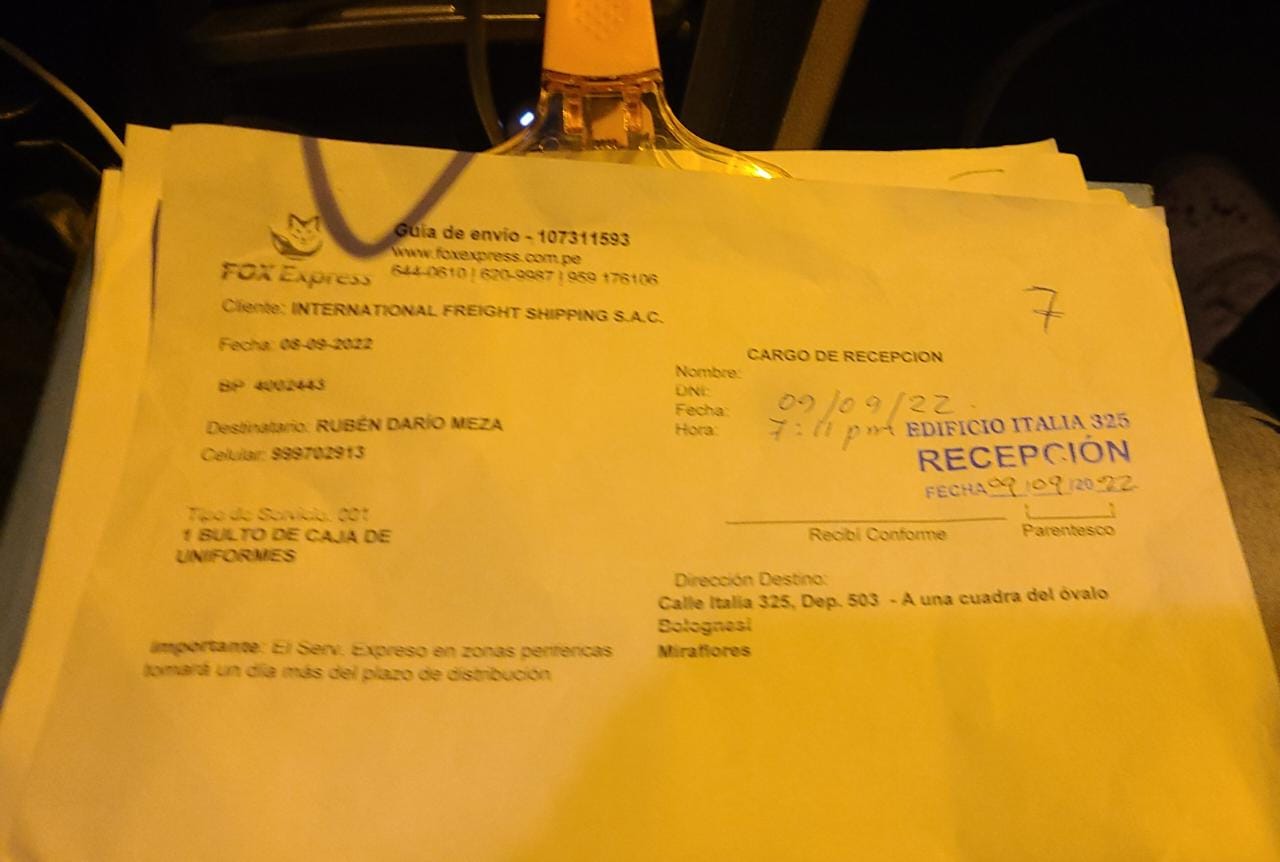 FOX Express
Guia de envio - 107311593
www.foxexpress.com.pe
644-0610 | 620-9987 | 959 176106
Cliente: INTERNATIONAL FREIGHT SHIPPING S.A.C.
Fecha: 08-09-2022
BP 4002443
Destinatario: RUBÉN DARÍO MEZA
Celular: 999702913
Tipo de Servicio: 001
1 BULTO DE CAJA DE
UNIFORMES
Importante: El Serv. Expreso en zonas perifericas
tomará un día más del plazo de distribución
7
CARGO DE RECEPCION
Nombre:
DNI:
Fecha: 09/09/22
Hora: 7:11 pm
EDIFICIO ITALIA 325
RECEPCIÓN
FECHA 09/09/2022
Recibí Conforme
Parentesco
Dirección Destino:
Calle Italia 325, Dep. 503 - A una cuadra del óvalo
Bolognesi
Miraflores